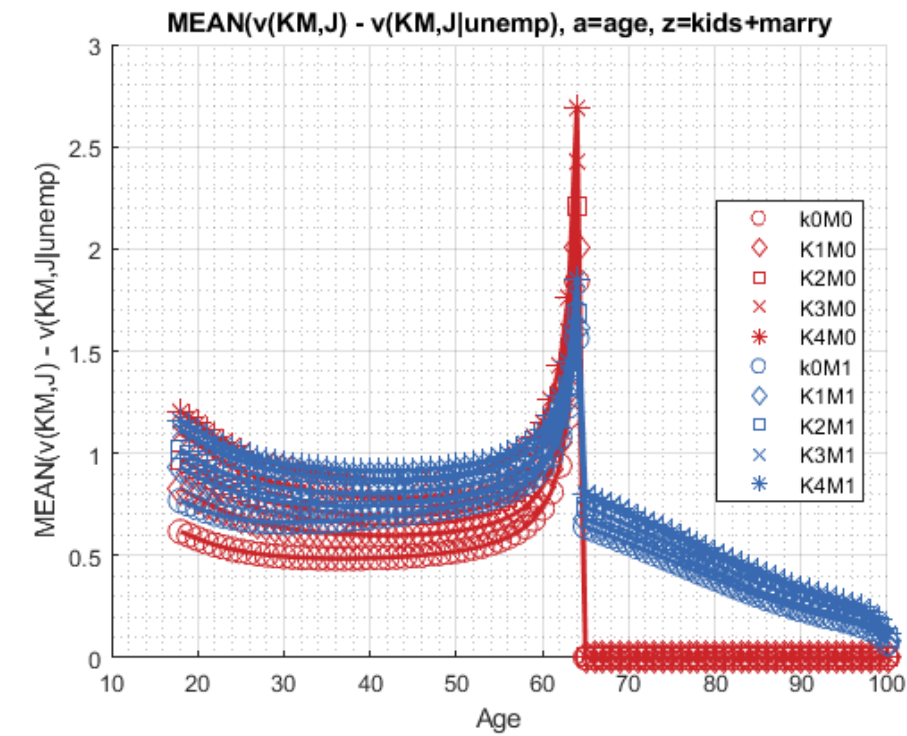 MEAN(v(KM,J) - v(KM,J|unemp), a=age, z=kids+marry
MEAN(v(KM,J) - v(KM,J|unemp)
3
2.5
2
1.5
1
0.5
0
10 20 30 40 50 60 70 80 90 100
Age
k0M0
K1M0
K2M0
K3M0
K4M0
k0M1
K1M1
K2M1
K3M1
K4M1